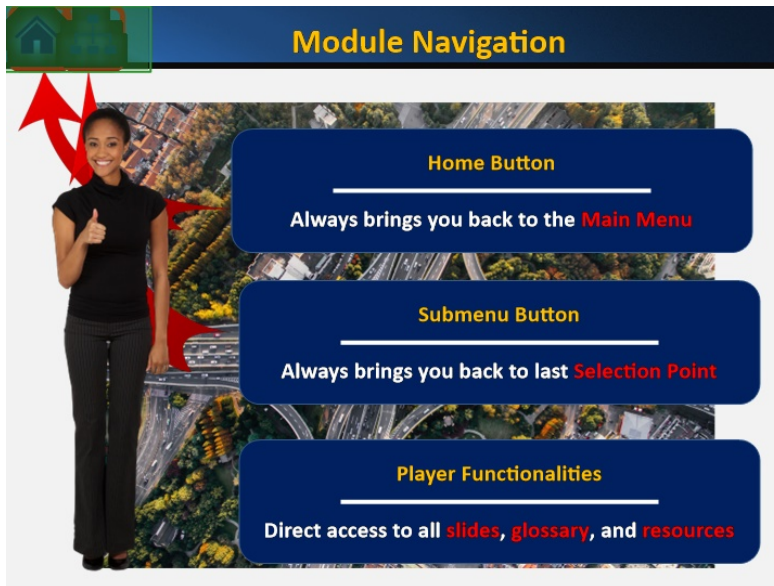 Module Navigation
Home Button
Always brings you back to the Main Menu
Submenu Button
Always brings you back to last Selection Point
Player Functionalities
Direct access to all slides, glossary, and resources